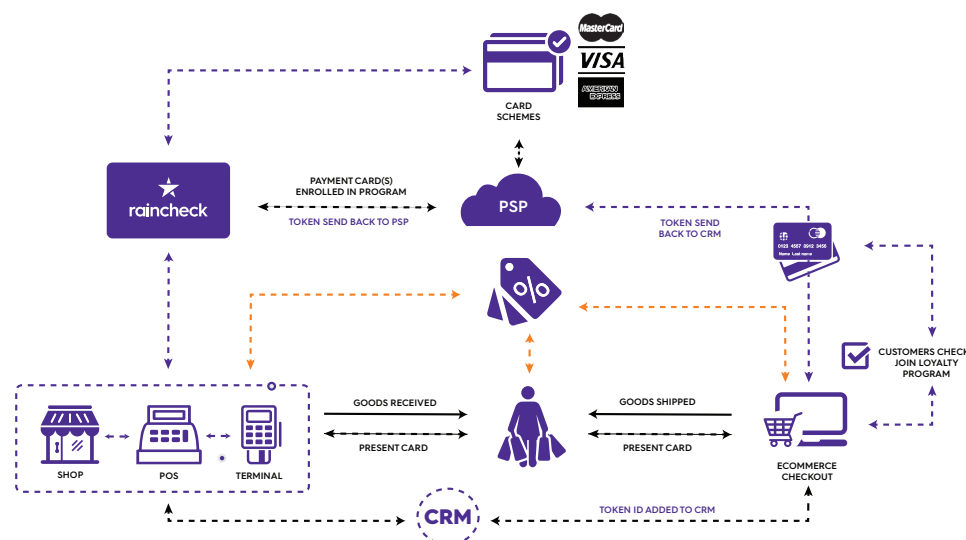 MasterCard
VISA
AMERICAN
EXPRESS
CARD
SCHEMES
raincheck
PAYMENT CARD(S)
ENROLLED IN PROGRAM
TOKEN SEND BACK TO PSP
PSP
TOKEN SEND
BACK TO CRM
0123 4567 8912 3456
Name Last name
%
CUSTOMERS CHECK
JOIN LOYALTY
PROGRAM
GOODS RECEIVED
PRESENT CARD
GOODS SHIPPED
PRESENT CARD
SHOP
POS
TERMINAL
ECOMMERCE
CHECKOUT
CRM
TOKEN ID ADDED TO CRM